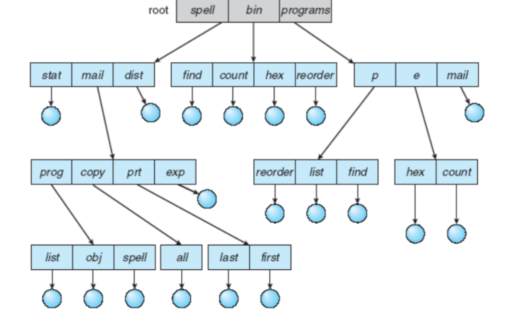 root spell bin programs
stat mail dist find count hex reorder p e mail
prog copy prt exp reorder list find hex count
list obj spell all last first